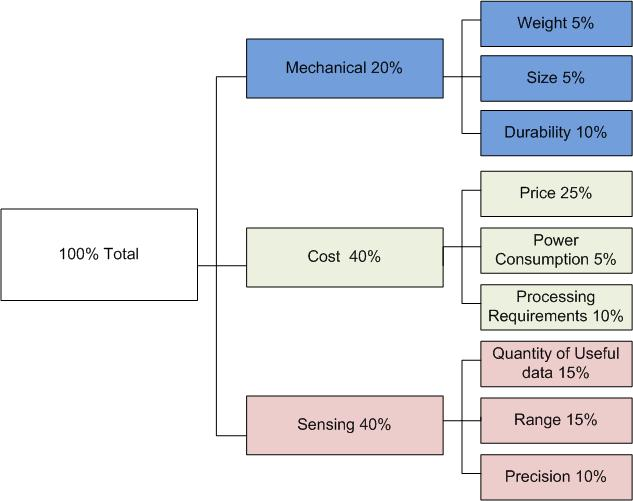 100% Total
Mechanical 20%
Weight 5%
Size 5%
Durability 10%
Cost  40%
Price 25%
Power
Consumption 5%
Processing
Requirements 10%
Sensing 40%
Quantity of Useful
data 15%
Range 15%
Precision 10%